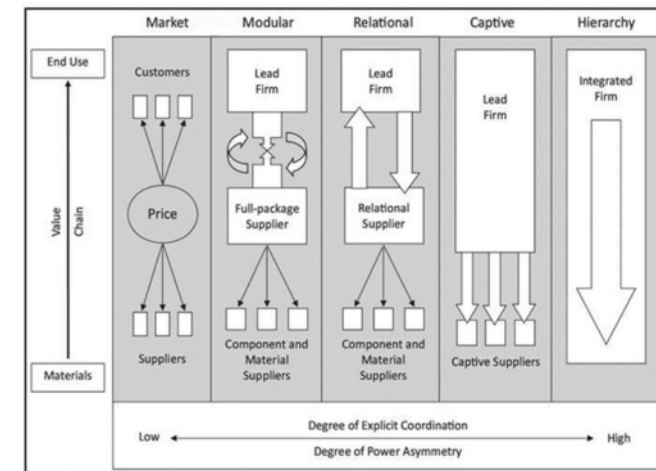 Market
Modular
Relational
Captive
Hierarchy
End Use
Value
Chain
Materials
Customers
Price
Suppliers
Lead
Firm
Full-package
Supplier
Component and
Material
Suppliers
Lead
Firm
Relational
Supplier
Component and
Material
Suppliers
Lead
Firm
Captive Suppliers
Integrated
Firm
Degree of Explicit Coordination
Low
High
Degree of Power Asymmetry